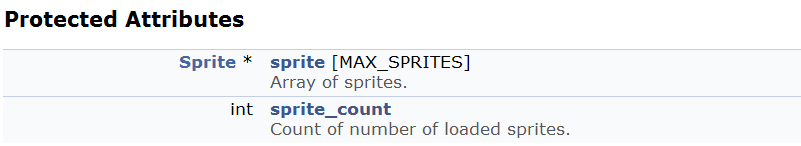 Protected Attributes
Sprite * sprite [MAX_SPRITES]
Array of sprites.
int sprite_count
Count of number of loaded sprites.